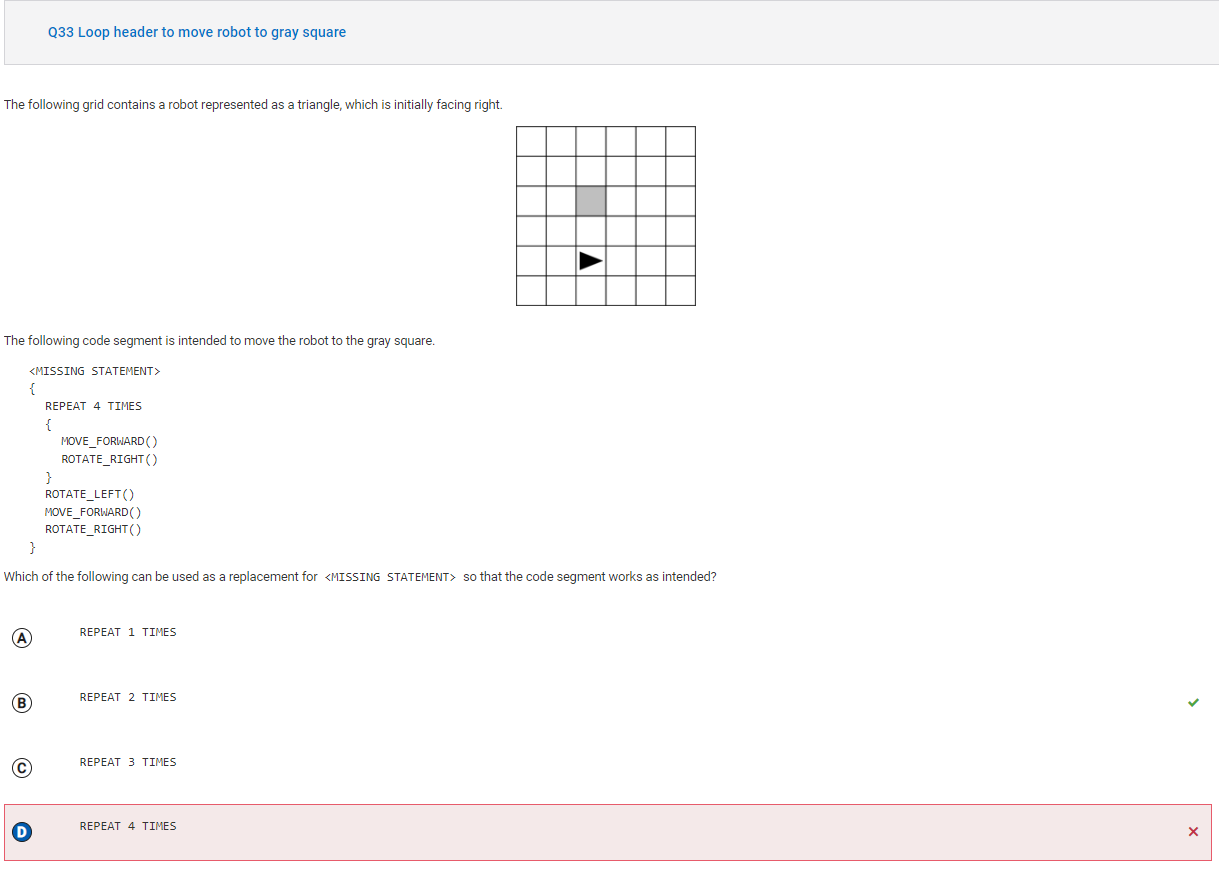 Q33 Loop header to move robot to gray square
The following grid contains a robot represented as a triangle, which is initially facing right.
The following code segment is intended to move the robot to the gray square.
<MISSING STATEMENT>
{
REPEAT 4 TIMES
{
MOVE_FORWARD()
ROTATE_RIGHT()
}
ROTATE_LEFT()
MOVE_FORWARD()
ROTATE_RIGHT()
}
Which of the following can be used as a replacement for <MISSING STATEMENT> so that the code segment works as intended?
A REPEAT 1 TIMES
B REPEAT 2 TIMES
C REPEAT 3 TIMES
D REPEAT 4 TIMES